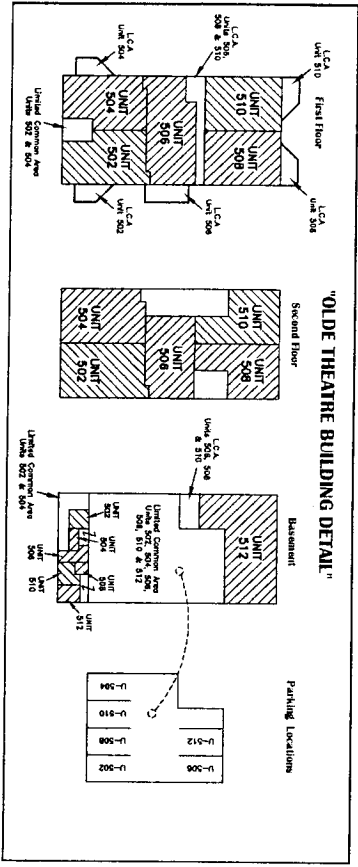 "OLDE THEATRE BUILDING DETAIL"
First Floor
L.C.A
Unit 510
L.C.A
Unit 508
UNIT
510
UNIT
508
L.C.A
Units 506,
508 & 510
UNIT
506
L.C.A
Unit 506
UNIT
504
UNIT
502
L.C.A
Unit 504
L.C.A
Unit 502
Limited
Common Area
Units 502 & 504
Second Floor
UNIT
510
UNIT
508
UNIT
506
UNIT
504
UNIT
502
Basement
UNIT
512
L.C.A
Units 506, 508
& 510
Limited Common Area
Units 502, 504, 506,
508, 510 & 512
UNIT
502
UNIT
504
UNIT
508
UNIT
506
UNIT
510
UNIT
512
Limited Common Area
Units 502 & 504
Parking Locations
U-504
U-510
U-508
U-502
U-512
U-506